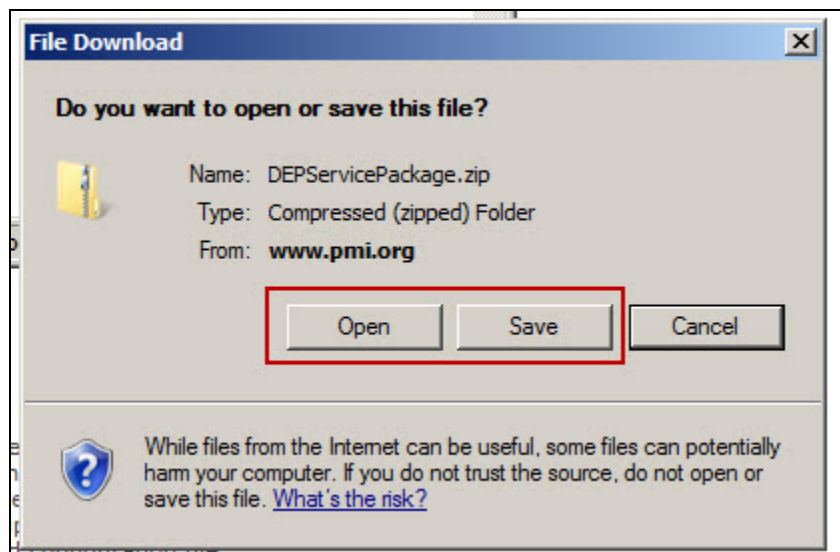 File Download
Do you want to open or save this file?
Name: DEPServicePackage.zip
Type: Compressed (zipped) Folder
From: www.pmi.org
Open Save Cancel
While files from the Internet can be useful, some files can potentially
harm your computer. If you do not trust the source, do not open or
save this file. What's the risk?